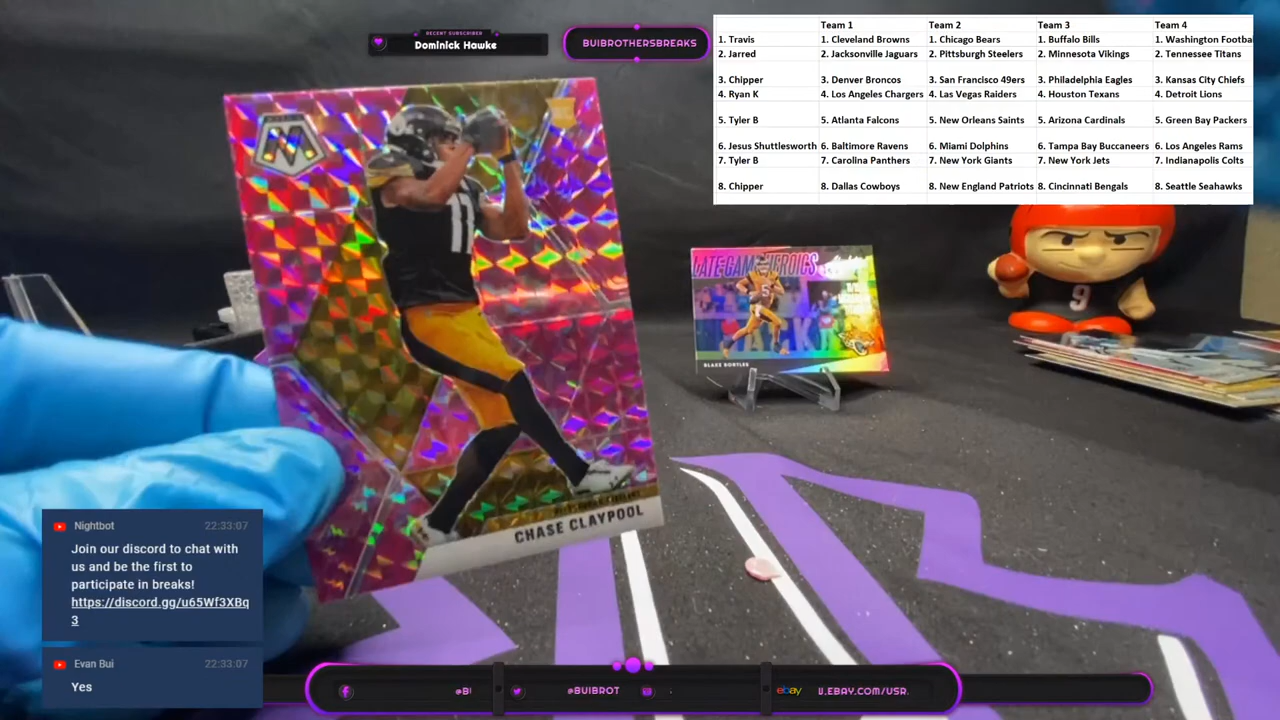 RECENT SUBSCRIBER
Dominick Hawke
BUIBROTHERSBREAKS
Team 1 Team 2 Team 3 Team 4
1. Travis 1. Cleveland Browns 1. Chicago Bears 1. Buffalo Bills 1. Washington Footba
2. Jarred 2. Jacksonville Jaguars 2. Pittsburgh Steelers 2. Minnesota Vikings 2. Tennessee Titans
3. Chipper 3. Denver Broncos 3. San Francisco 49ers 3. Philadelphia Eagles 3. Kansas City Chiefs
4. Ryan K 4. Los Angeles Chargers 4. Las Vegas Raiders 4. Houston Texans 4. Detroit Lions
5. Tyler B 5. Atlanta Falcons 5. New Orleans Saints 5. Arizona Cardinals 5. Green Bay Packers
6. Jesus Shuttlesworth 6. Baltimore Ravens 6. Miami Dolphins 6. Tampa Bay Buccaneers 6. Los Angeles Rams
7. Tyler B 7. Carolina Panthers 7. New York Giants 7. New York Jets 7. Indianapolis Colts
8. Chipper 8. Dallas Cowboys 8. New England Patriots 8. Cincinnati Bengals 8. Seattle Seahawks
M
11
CHASE CLAYPOOL
LATE GAME HEROICS
5
BLAKE BORTLES
9
Nightbot 22:33:07
Join our discord to chat with
us and be the first to
participate in breaks!
https://discord.gg/u65Wf3XBq
3
Evan Bui 22:33:07
Yes
@BI @BUIBROT ebay U.EBAY.COM/USR.